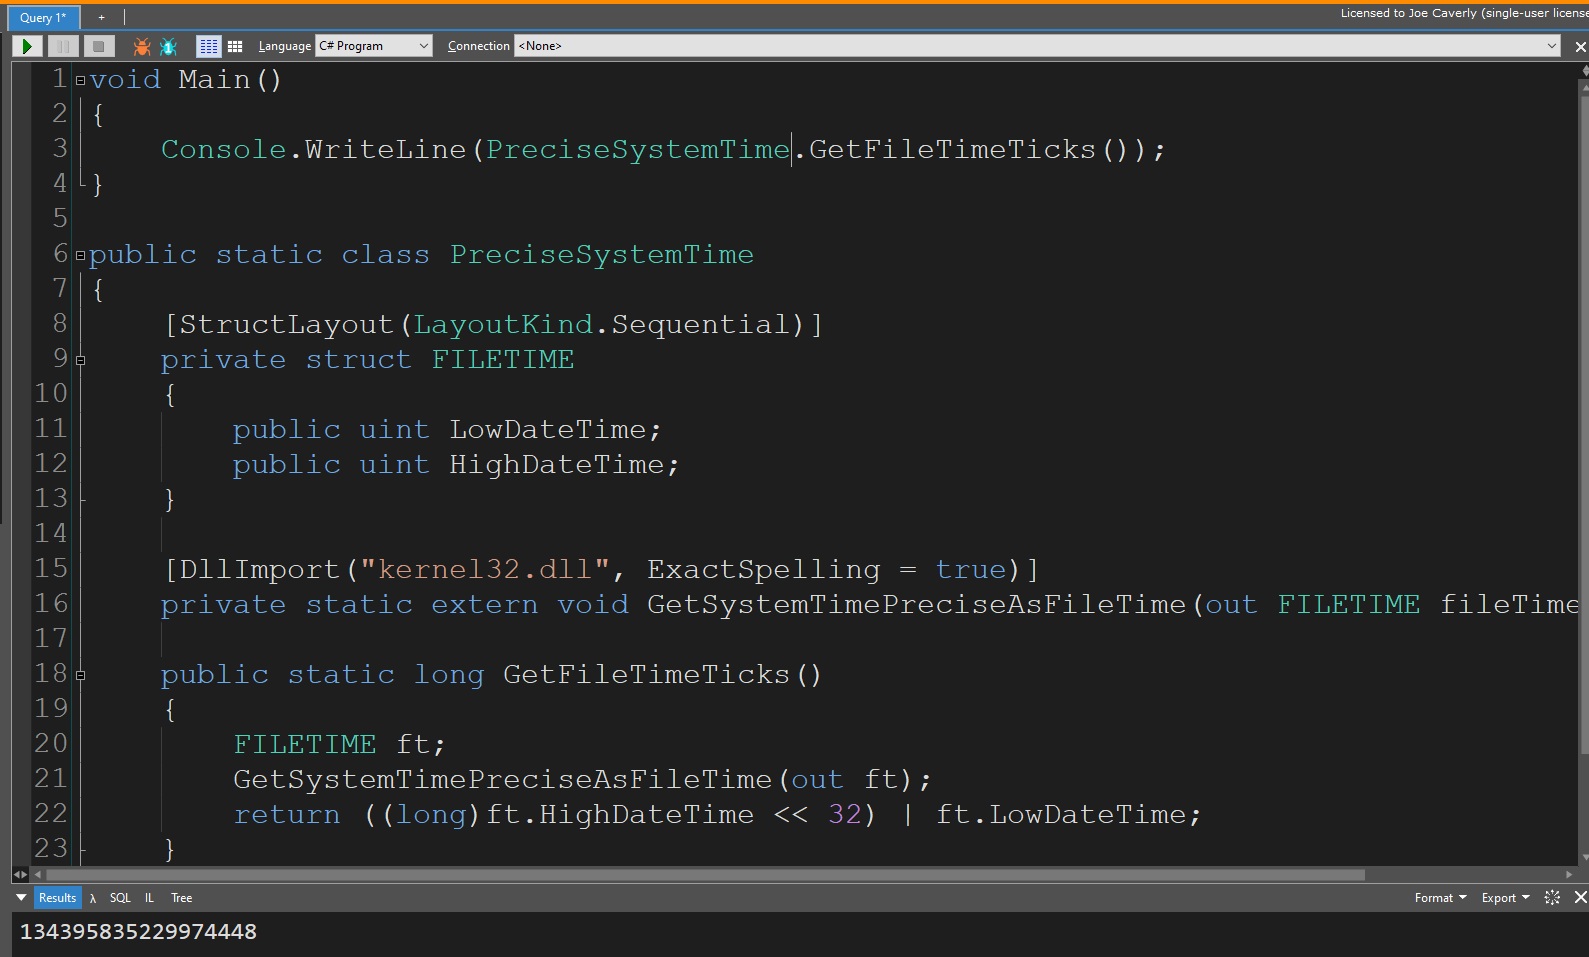 Query 1* +
Licensed to Joe Caverly (single-user license
Language C# Program Connection <None>
1 void Main()
2 {
3 Console.WriteLine(PreciseSystemTime.GetFileTimeTicks());
4 }
5
6 public static class PreciseSystemTime
7 {
8 [StructLayout(LayoutKind.Sequential)]
9 private struct FILETIME
10 {
11 public uint LowDateTime;
12 public uint HighDateTime;
13 }
14
15 [DllImport("kernel32.dll", ExactSpelling = true)]
16 private static extern void GetSystemTimePreciseAsFileTime(out FILETIME fileTime
17
18 public static long GetFileTimeTicks()
19 {
20 FILETIME ft;
21 GetSystemTimePreciseAsFileTime(out ft);
22 return ((long)ft.HighDateTime << 32) | ft.LowDateTime;
23 }
Results λ SQL IL Tree Format Export
134395835229974448